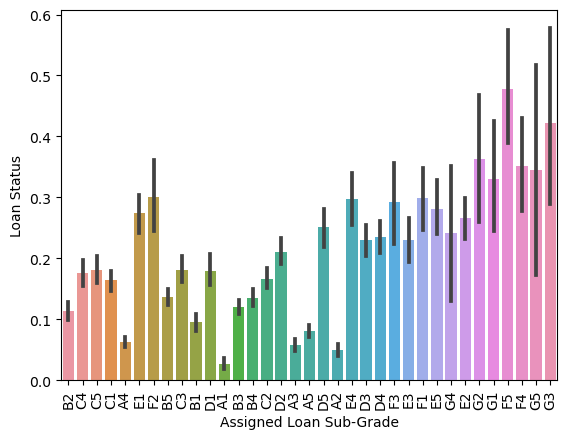 0.6
0.5
0.4
0.3
0.2
0.1
0.0
Loan Status
B2 C4 C5 C1 A4 E1 F2 B5 C3 B1 D1 A1 B3 B4 C2 D2 A3 A5 D5 A2 E4 D3 D4 F3 E3 F1 E5 G4 E2 G2 G1 F5 F4 G5 G3
Assigned Loan Sub-Grade